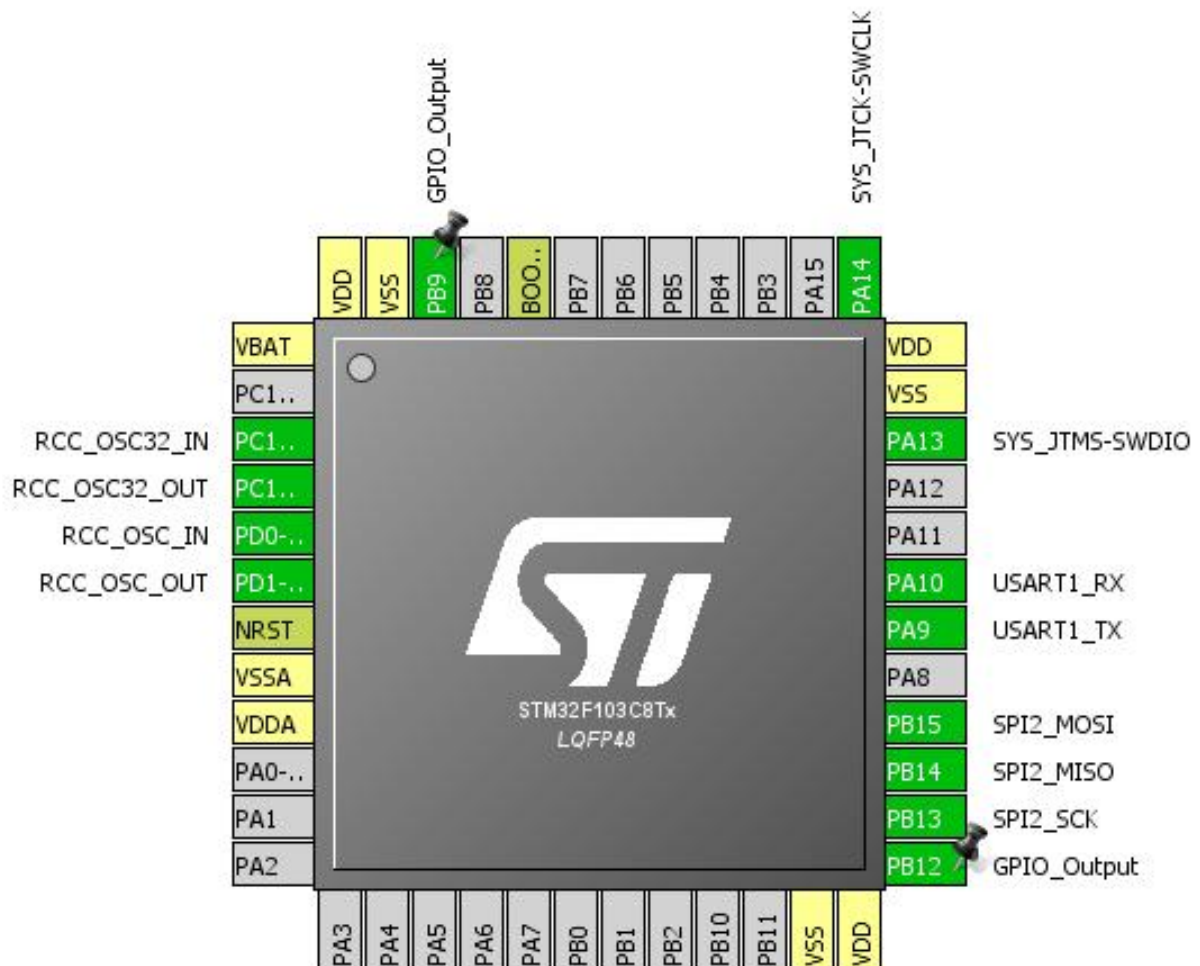 GPIO_Output
SYS_JTCK-SWCLK
VDD
VSS
PB9
PB8
BOO..
PB7
PB6
PB5
PB4
PB3
PA15
PA14
VBAT
PC1..
RCC_OSC32_IN PC1..
RCC_OSC32_OUT PC1..
RCC_OSC_IN PD0-..
RCC_OSC_OUT PD1-..
NRST
VSSA
VDDA
PA0-..
PA1
PA2
STM32F103C8Tx
LQFP48
VDD
VSS
PA13 SYS_JTMS-SWDIO
PA12
PA11
PA10 USART1_RX
PA9 USART1_TX
PA8
PB15 SPI2_MOSI
PB14 SPI2_MISO
PB13 SPI2_SCK
PB12 GPIO_Output
PA3
PA4
PA5
PA6
PA7
PB0
PB1
PB2
PB10
PB11
VSS
VDD